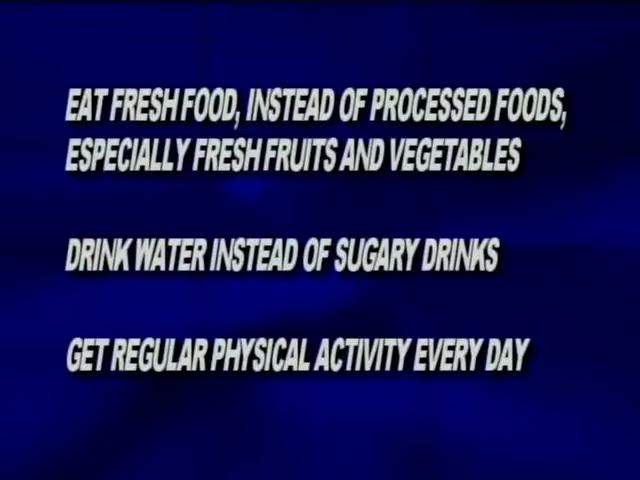 EAT FRESH FOOD, INSTEAD OF PROCESSED FOODS,
ESPECIALLY FRESH FRUITS AND VEGETABLES
DRINK WATER INSTEAD OF SUGARY DRINKS
GET REGULAR PHYSICAL ACTIVITY EVERY DAY